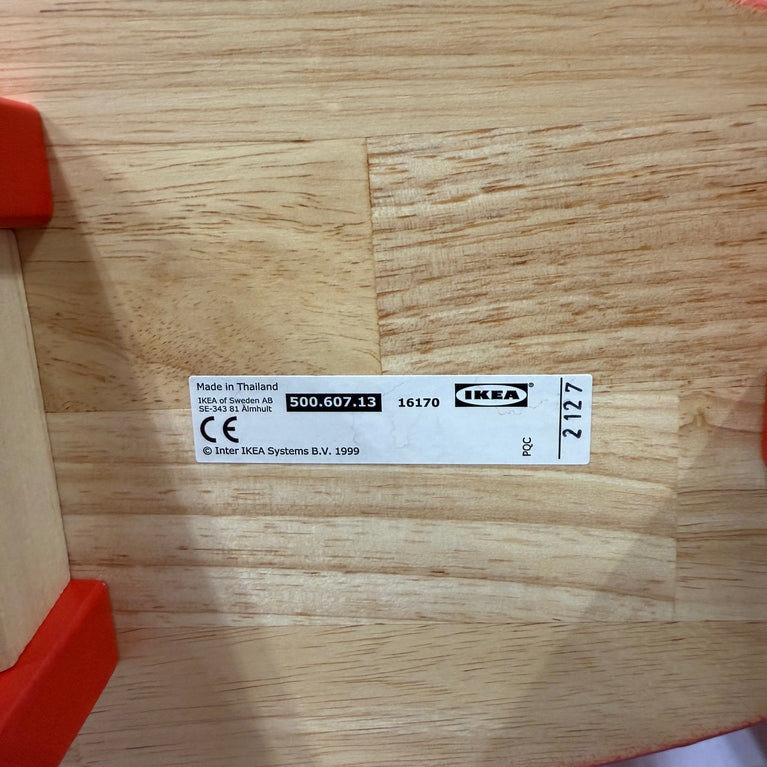 Made in Thailand
IKEA of Sweden AB
SE-343 81 Älmhult
500.607.13
16170
IKEA®
CE
© Inter IKEA Systems B.V. 1999
PQC
2127